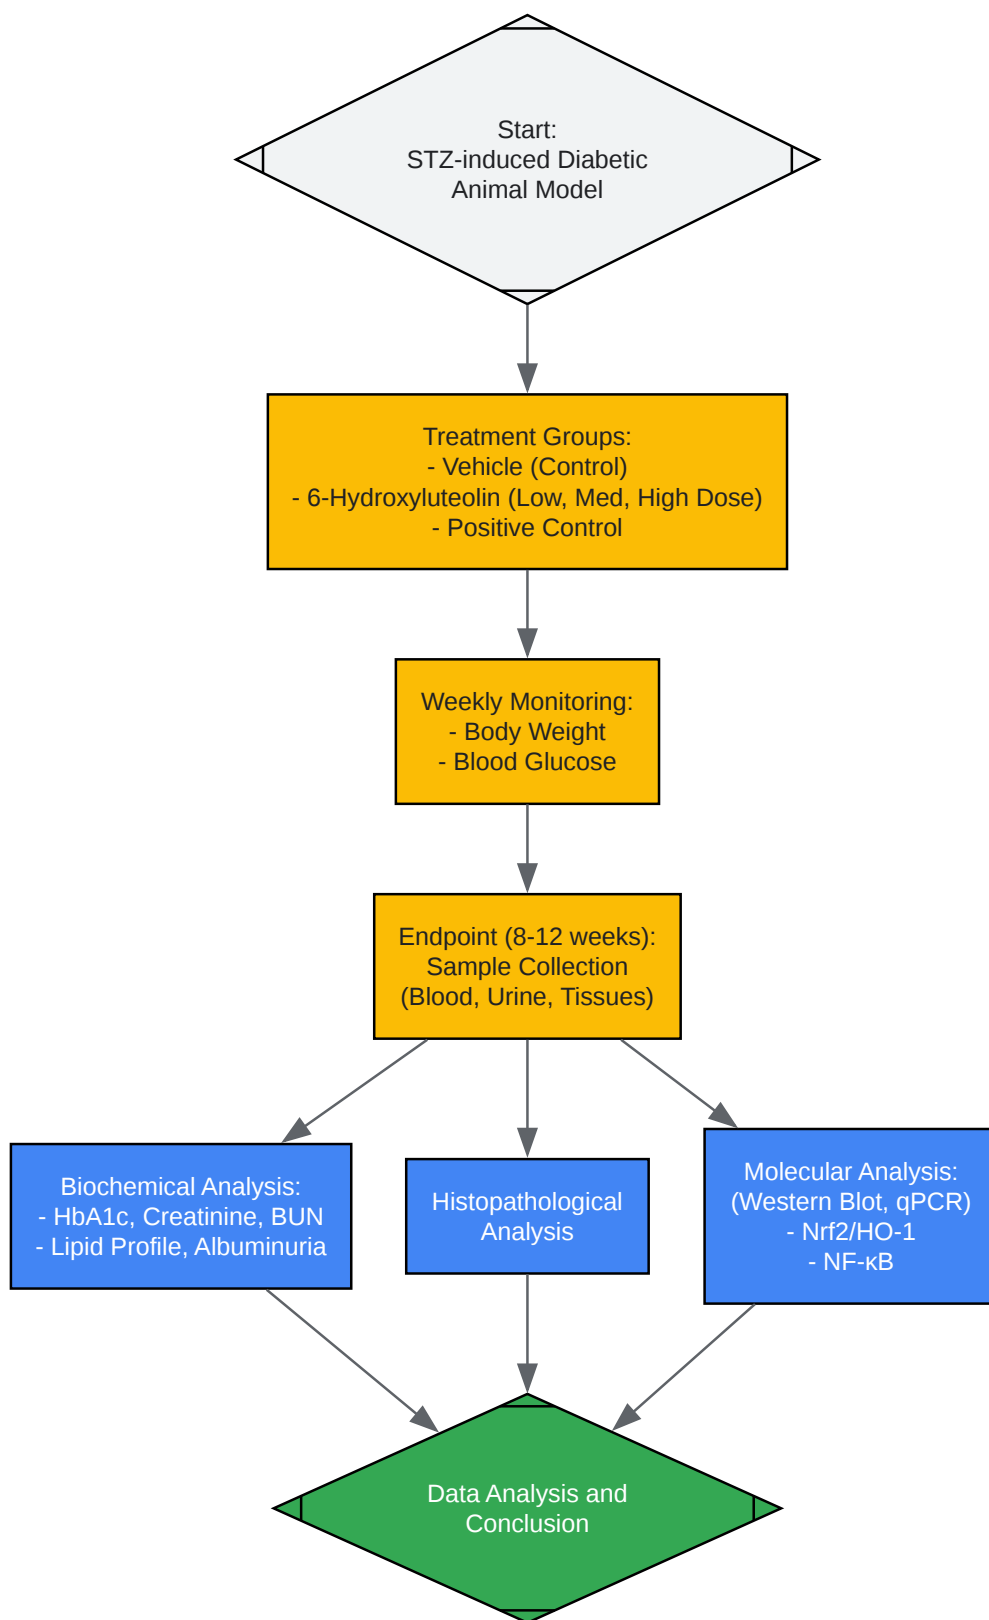 Start:
STZ-induced Diabetic
Animal Model
Treatment Groups:
- Vehicle (Control)
- 6-Hydroxyluteolin (Low, Med, High Dose)
- Positive Control
Weekly Monitoring:
- Body Weight
- Blood Glucose
Endpoint (8-12 weeks):
Sample Collection
(Blood, Urine, Tissues)
Biochemical Analysis:
- HbA1c, Creatinine, BUN
- Lipid Profile, Albuminuria
Histopathological
Analysis
Molecular Analysis:
(Western Blot, qPCR)
- Nrf2/HO-1
- NF-κB
Data Analysis and
Conclusion